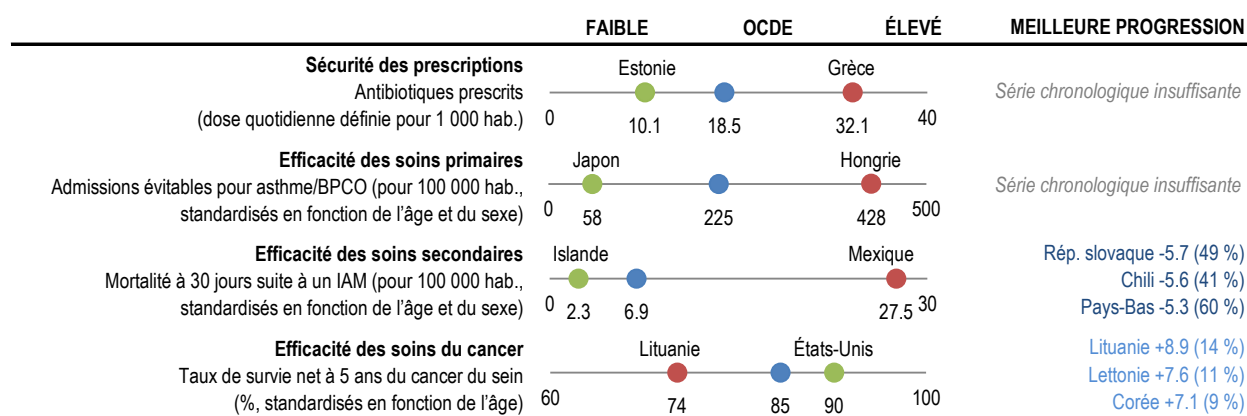 FAIBLE OCDE ÉLEVÉ MEILLEURE PROGRESSION
Sécurité des prescriptions
Antibiotiques prescrits
(dose quotidienne définie pour 1 000 hab.)
Estonie Grèce
0 10.1 18.5 32.1 40
Série chronologique insuffisante
Efficacité des soins primaires
Admissions évitables pour asthme/BPCO (pour 100 000 hab.,
standardisés en fonction de l'âge et du sexe)
Japon Hongrie
0 58 225 428 500
Série chronologique insuffisante
Efficacité des soins secondaires
Mortalité à 30 jours suite à un IAM (pour 100 000 hab.,
standardisés en fonction de l'âge et du sexe)
Islande Mexique
0 2.3 6.9 27.5 30
Rép. slovaque -5.7 (49 %)
Chili -5.6 (41 %)
Pays-Bas -5.3 (60 %)
Efficacité des soins du cancer
Taux de survie net à 5 ans du cancer du sein
(%, standardisés en fonction de l'âge)
Lituanie États-Unis
60 74 85 90 100
Lituanie +8.9 (14 %)
Lettonie +7.6 (11 %)
Corée +7.1 (9 %)